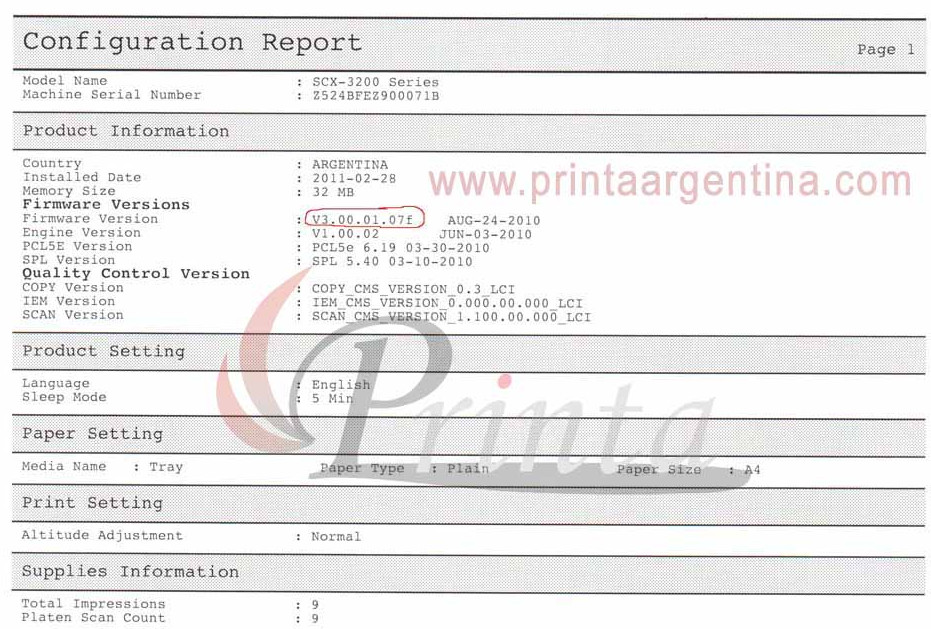 Configuration Report
Page 1
Model Name : SCX-3200 Series
Machine Serial Number : Z524BFEZ900071B
Product Information
Country : ARGENTINA
Installed Date : 2011-02-28
Memory Size : 32 MB
www.printaargentina.com
Firmware Versions
Firmware Version : V3.00.01.07f AUG-24-2010
Engine Version : V1.00.02 JUN-03-2010
PCL5E Version : PCL5e 6.19 03-30-2010
SPL Version : SPL 5.40 03-10-2010
Quality Control Version
COPY Version : COPY_CMS_VERSION_0.3_LCI
IEM Version : IEM_CMS_VERSION_0.000.00.000_LCI
SCAN Version : SCAN_CMS_VERSION_1.100.00.000_LCI
Product Setting
Language : English
Sleep Mode : 5 Min
Printa
Paper Setting
Media Name : Tray Paper Type : Plain Paper Size : A4
Print Setting
Altitude Adjustment : Normal
Supplies Information
Total Impressions : 9
Platen Scan Count : 9